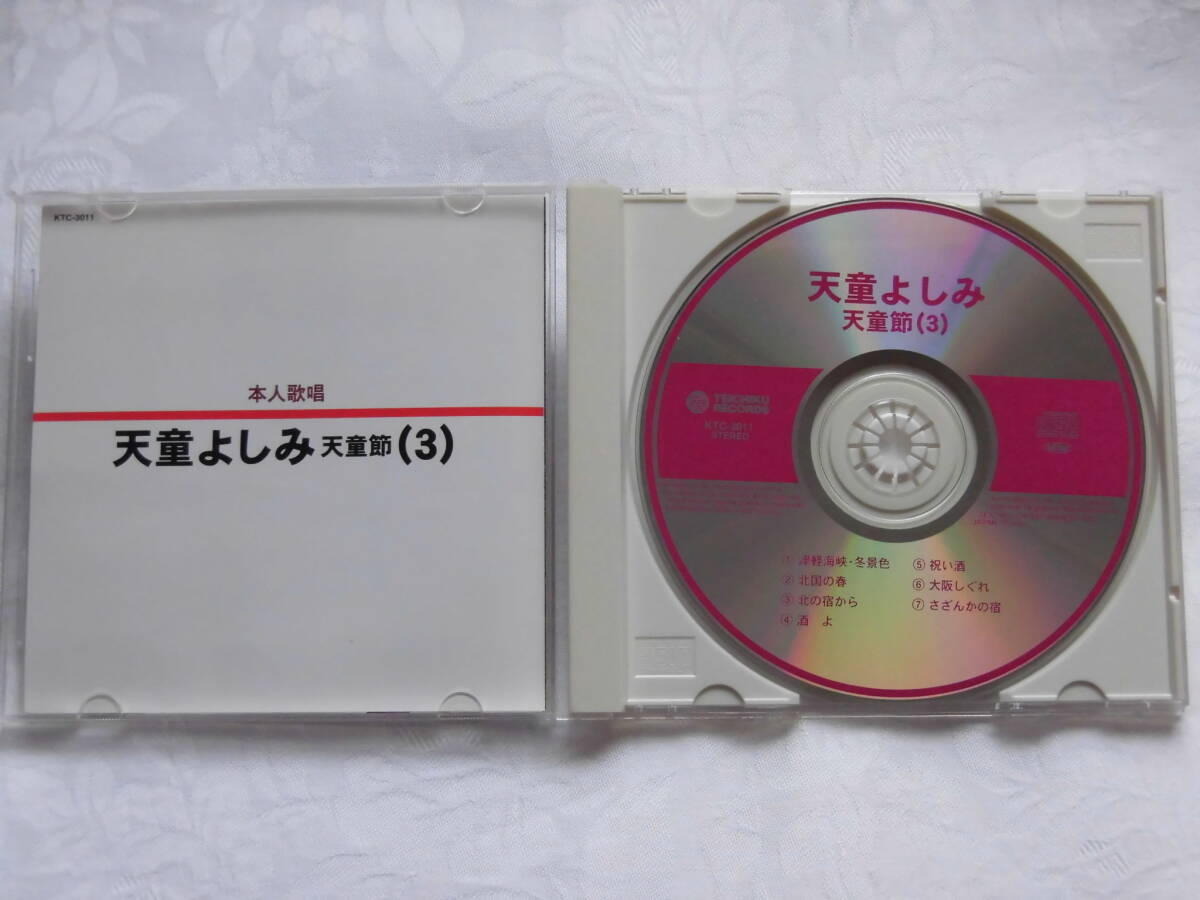 KTC-3011
本人歌唱
天童よしみ 天童節(3)
天童よしみ
天童節(3)
TEICHIKU
RECORDS
KTC-3011
STEREO
① 津軽海峡・冬景色
② 北国の春
③ 北の宿から
④ 酒 よ
⑤ 祝い酒
⑥ 大阪しぐれ
⑦ さざんかの宿